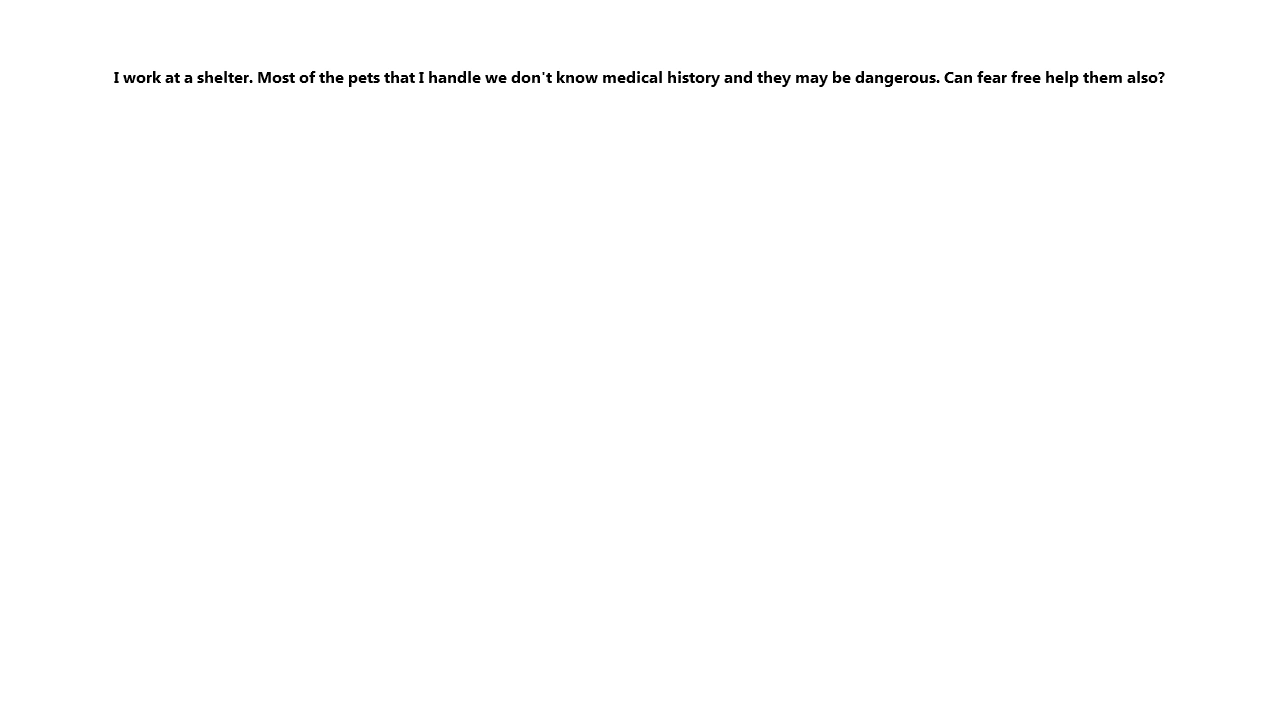 I work at a shelter. Most of the pets that I handle we don't know medical history and they may be dangerous. Can fear free help them also?